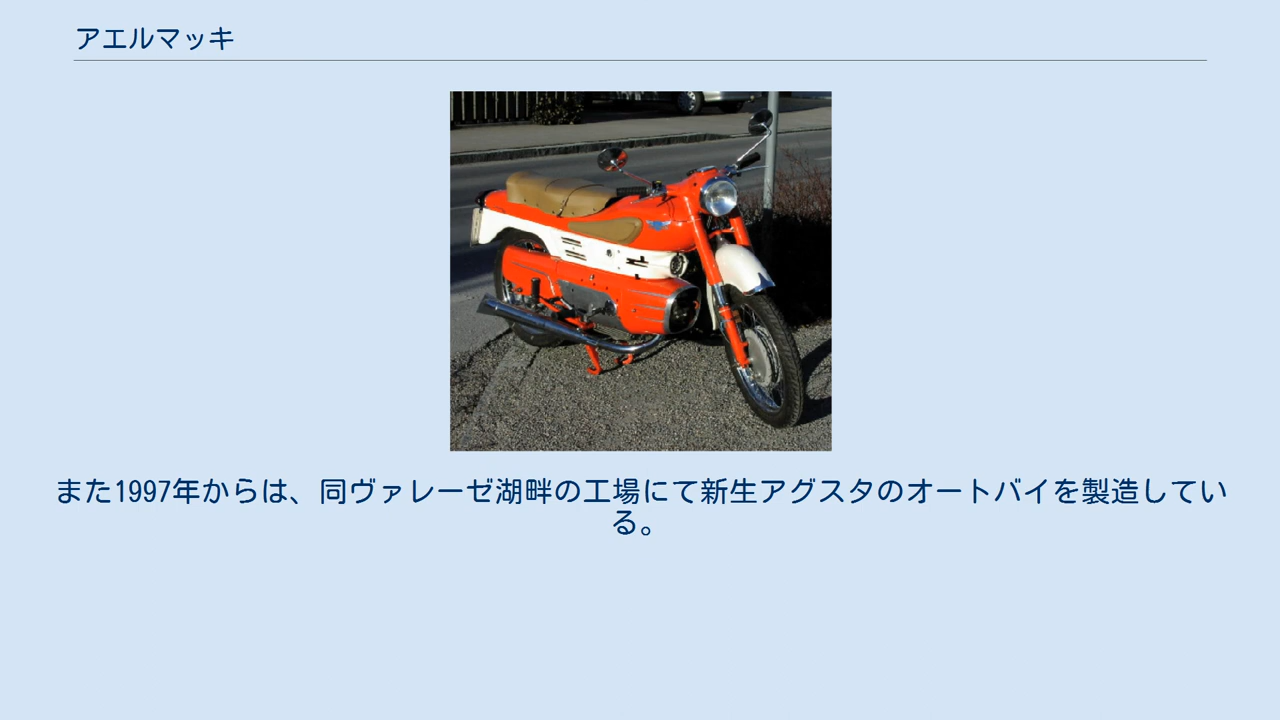 アエルマッキ
また1997年からは、同ヴァレーゼ湖畔の工場にて新生アグスタのオートバイを製造してい
る。